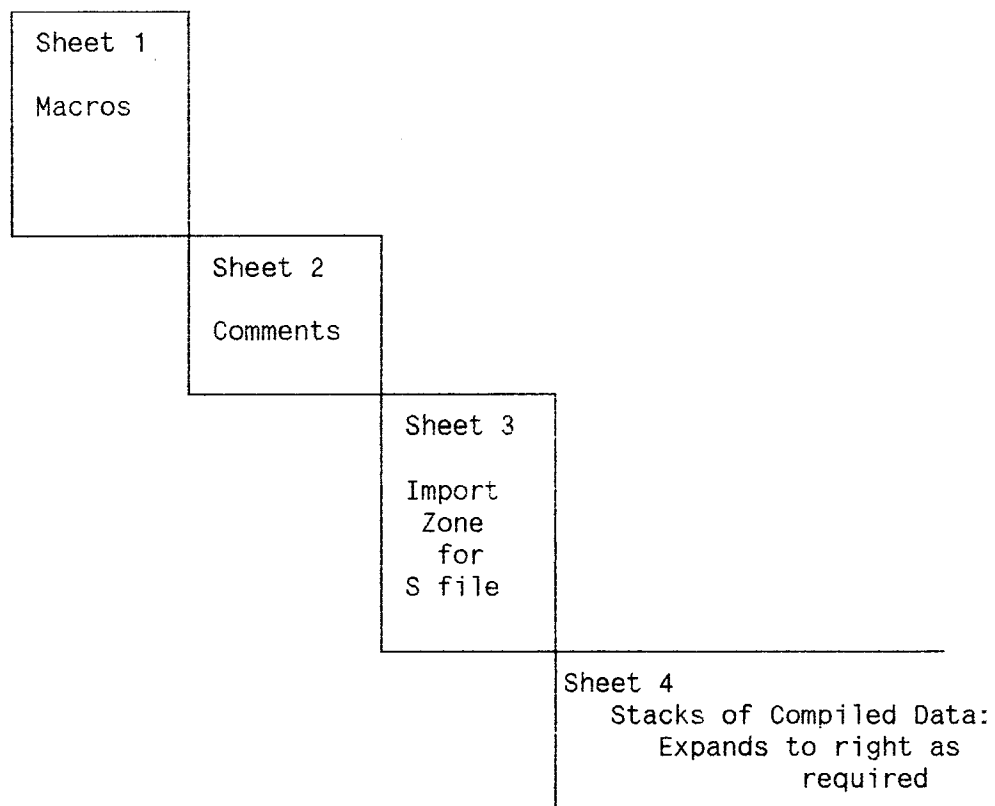 Sheet 1
Macros
Sheet 2
Comments
Sheet 3
Import
Zone
for
S file
Sheet 4
Stacks of Compiled Data:
Expands to right as
required